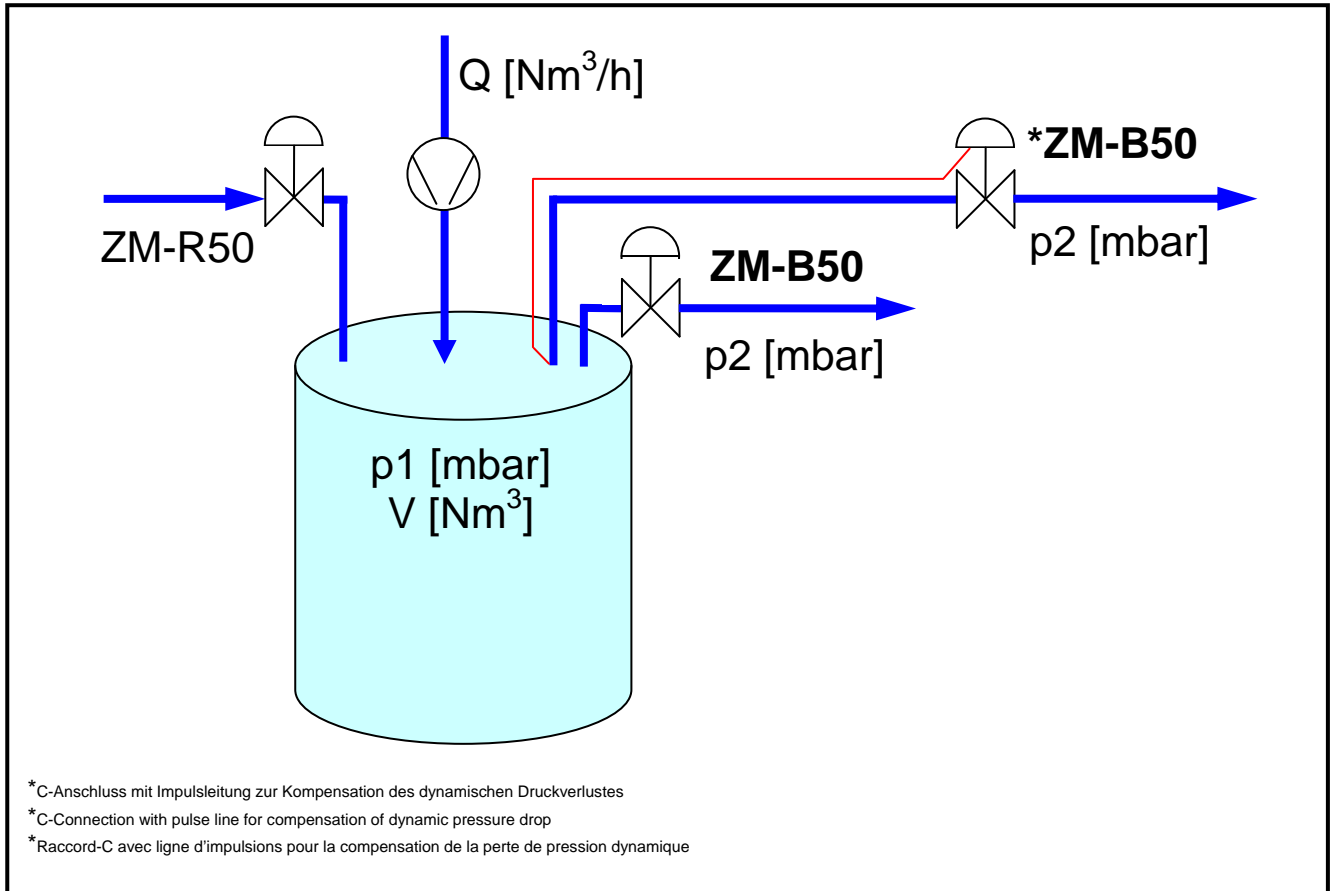 Q [Nm³/h]
*ZM-B50
ZM-R50
p2 [mbar]
ZM-B50
p2 [mbar]
p1 [mbar]
V [Nm³]
*C-Anschluss mit Impulsleitung zur Kompensation des dynamischen Druckverlustes
*C-Connection with pulse line for compensation of dynamic pressure drop
*Raccord-C avec ligne d'impulsions pour la compensation de la perte de pression dynamique